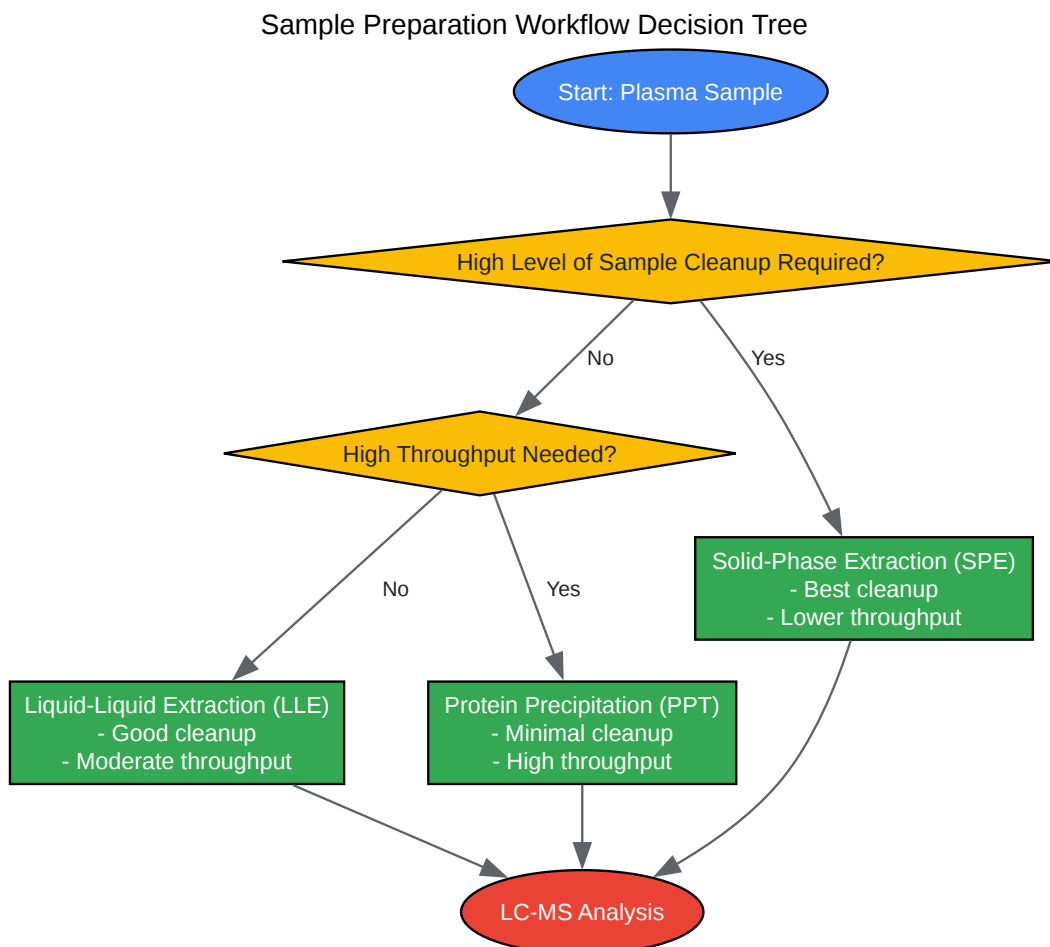 Sample Preparation Workflow Decision Tree
Start: Plasma Sample
High Level of Sample Cleanup Required?
No
Yes
High Throughput Needed?
No
Yes
Solid-Phase Extraction (SPE)
- Best cleanup
- Lower throughput
Liquid-Liquid Extraction (LLE)
- Good cleanup
- Moderate throughput
Protein Precipitation (PPT)
- Minimal cleanup
- High throughput
LC-MS Analysis